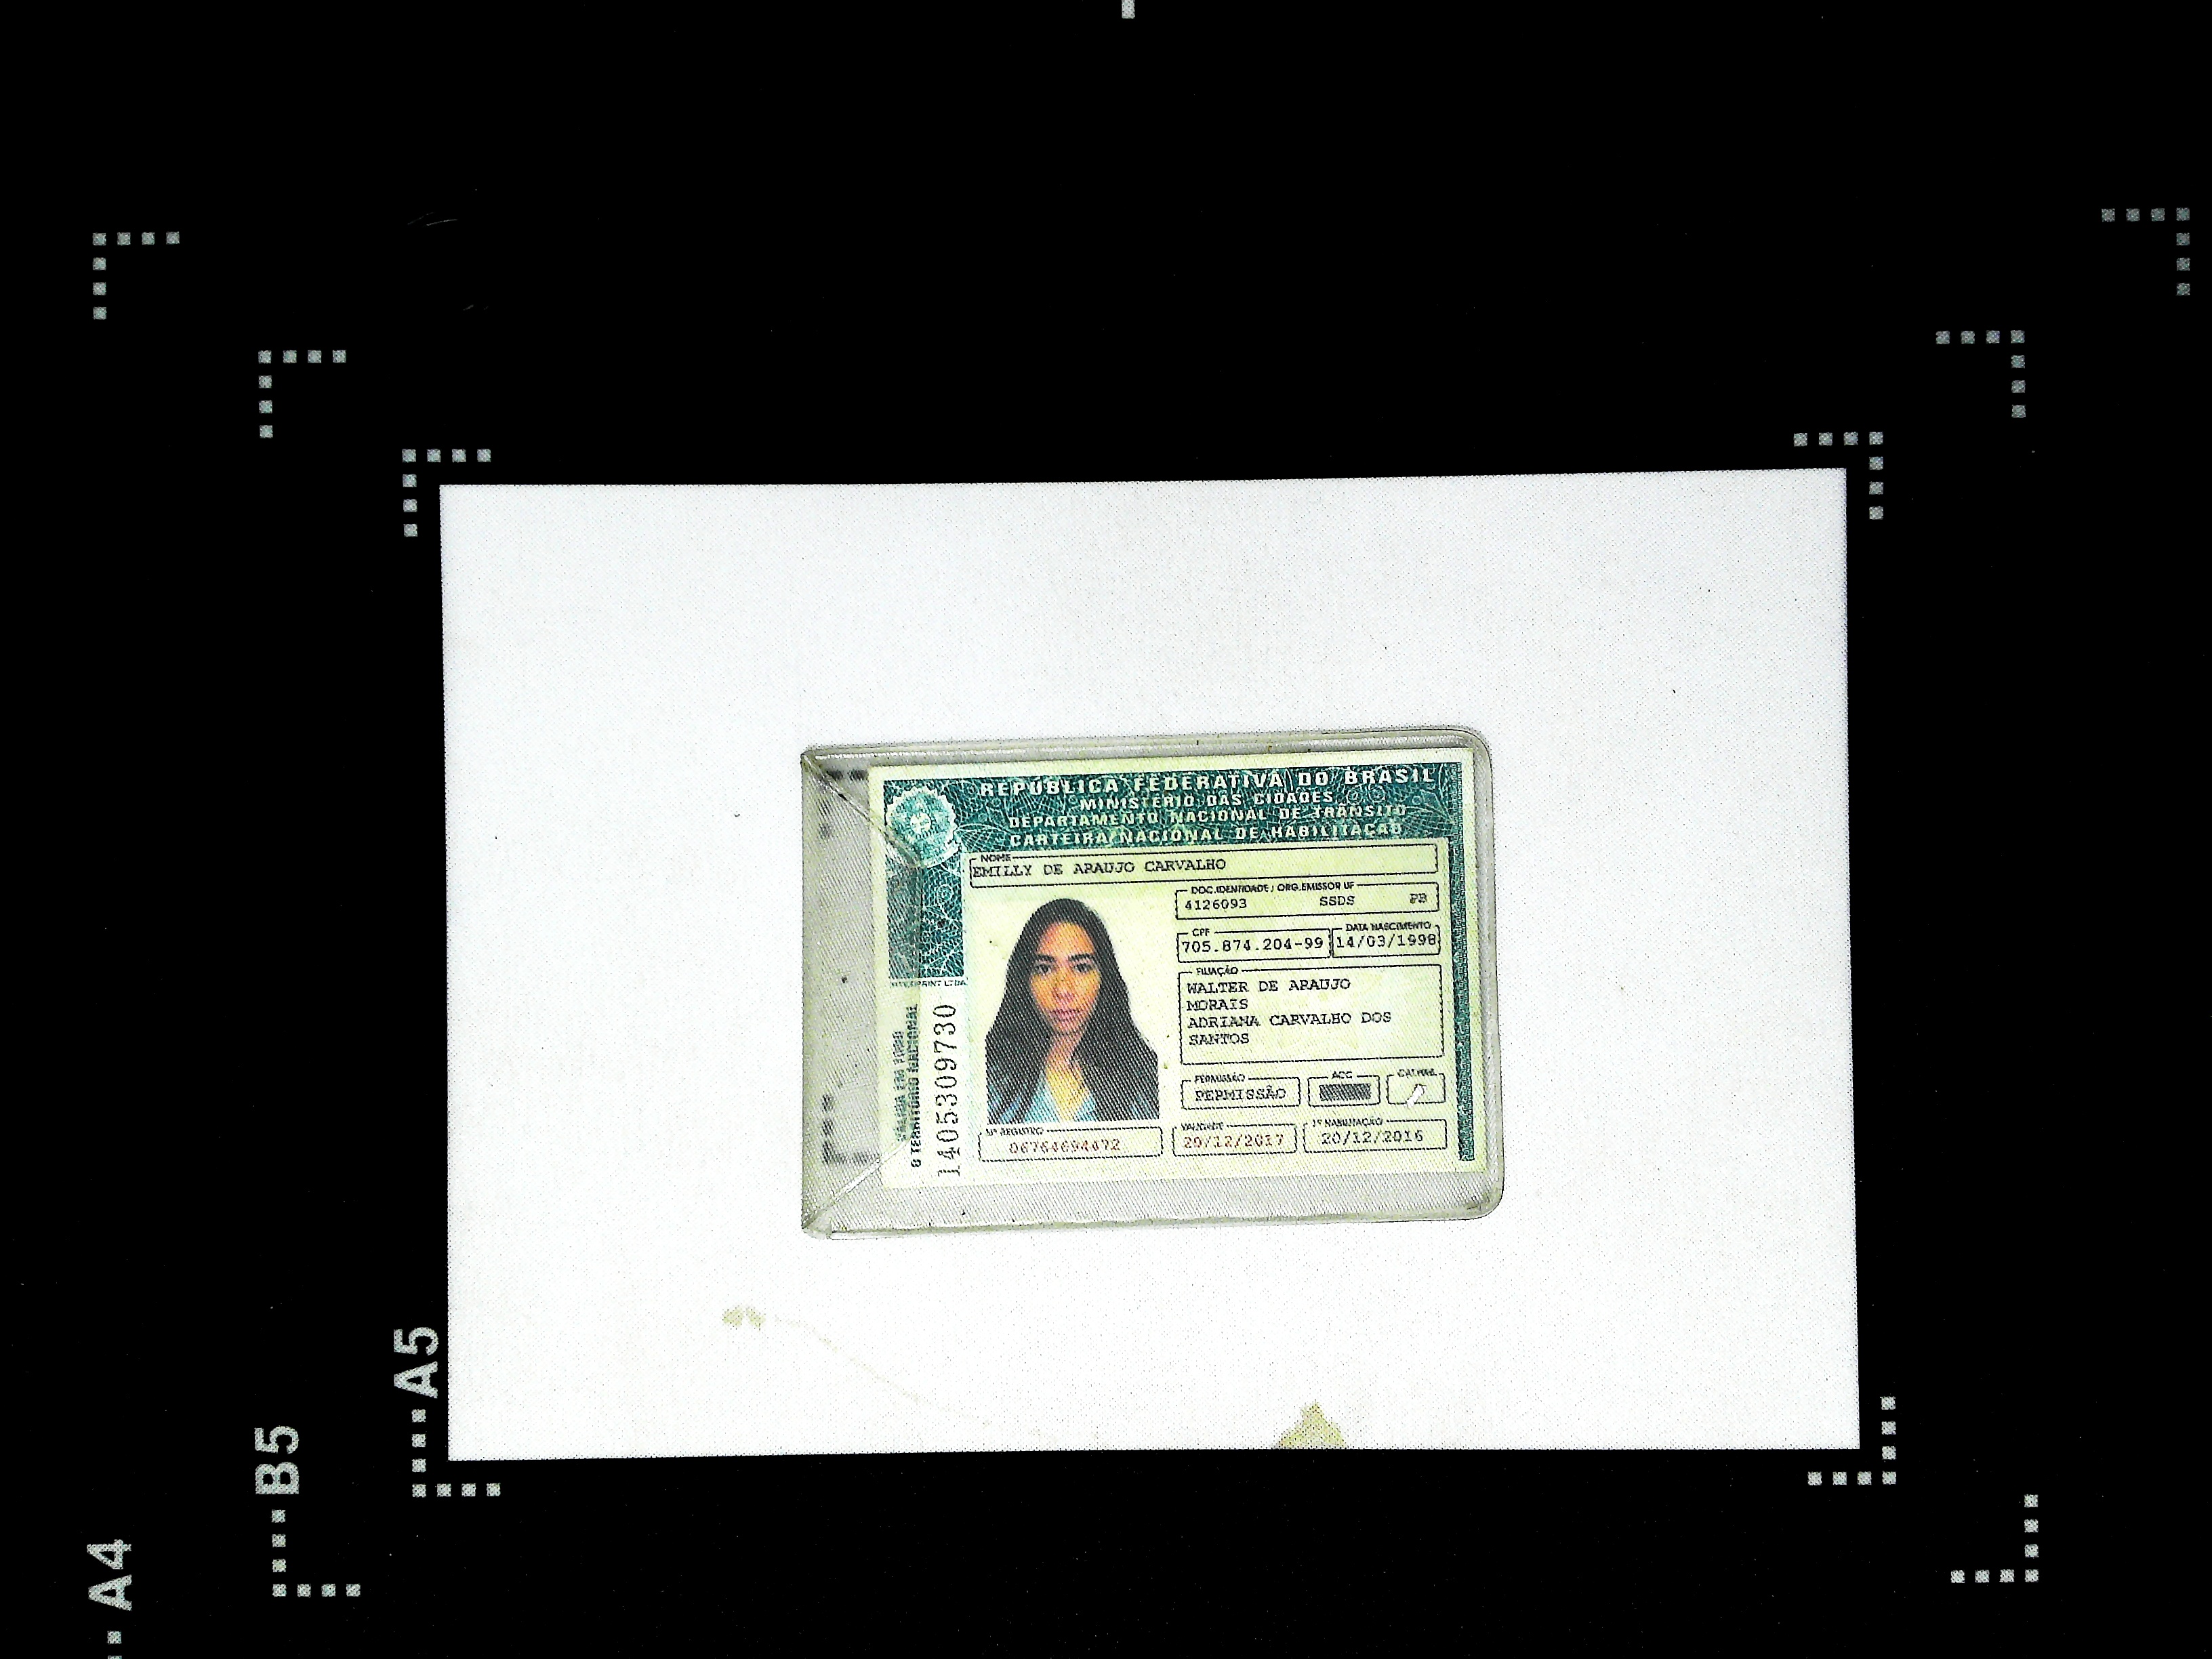 REPÚBLICA FEDERATIVA DO BRASIL
MINISTÉRIO DAS CIDADES
DEPARTAMENTO NACIONAL DE TRÂNSITO
CARTEIRA NACIONAL DE HABILITAÇÃO
NOME
EMILLY DE ARAUJO CARVALHO
DOC. IDENTIDADE / ORG. EMISSOR UF
4126093 SSDS PB
CPF DATA NASCIMENTO
705.874.204-99 14/03/1998
FILIAÇÃO
WALTER DE ARAUJO
MORAIS
ADRIANA CARVALHO DOS
SANTOS
PERMISSÃO ACC CAT. HAB.
PERMISSÃO
Nº REGISTRO VALIDADE 1ª HABILITAÇÃO
06764694472 20/12/2017 20/12/2016
VÁLIDA EM TODO
O TERRITÓRIO NACIONAL
1405309730
A5
B5
A4